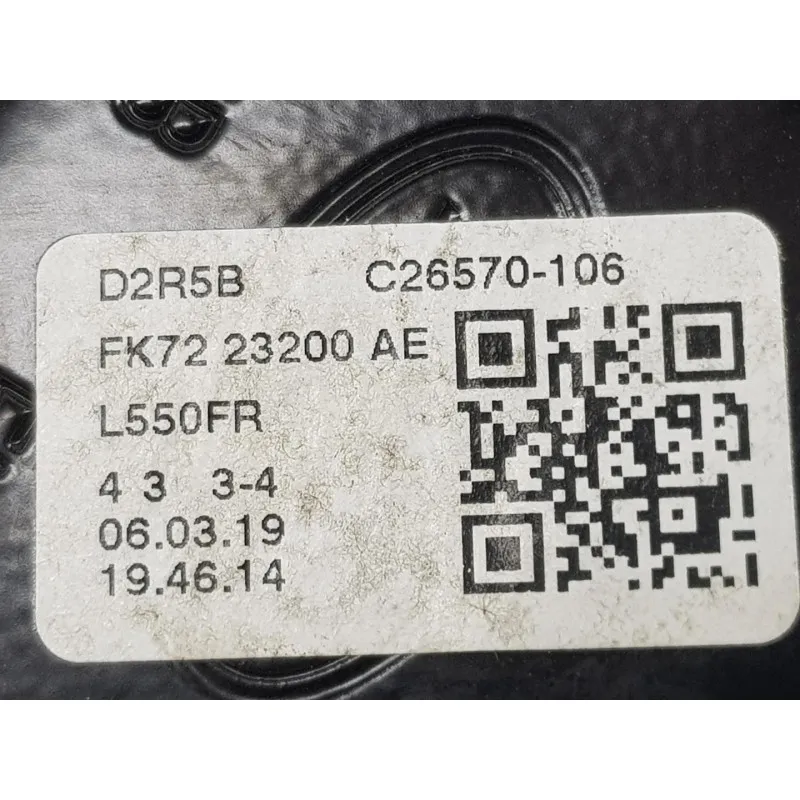 D2R5B C26570-106
FK72 23200 AE
L550FR
4 3 3-4
06.03.19
19.46.14